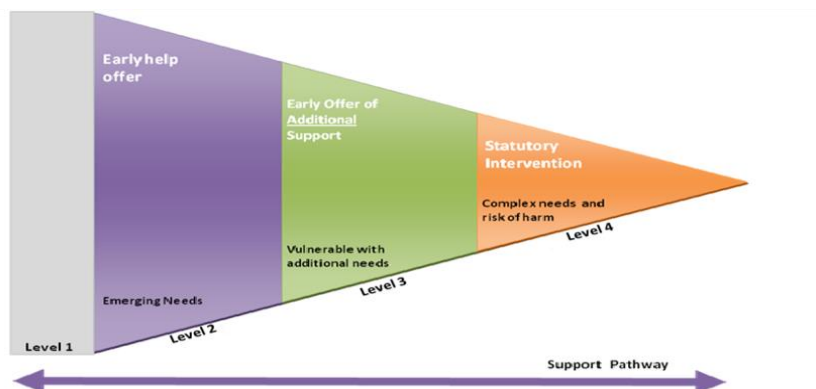 Level 1
Early help
offer
Emerging Needs
Level 2
Early Offer of
Additional
Support
Vulnerable with
additional needs
Level 3
Statutory
Intervention
Complex needs and
risk of harm
Level 4
Support Pathway